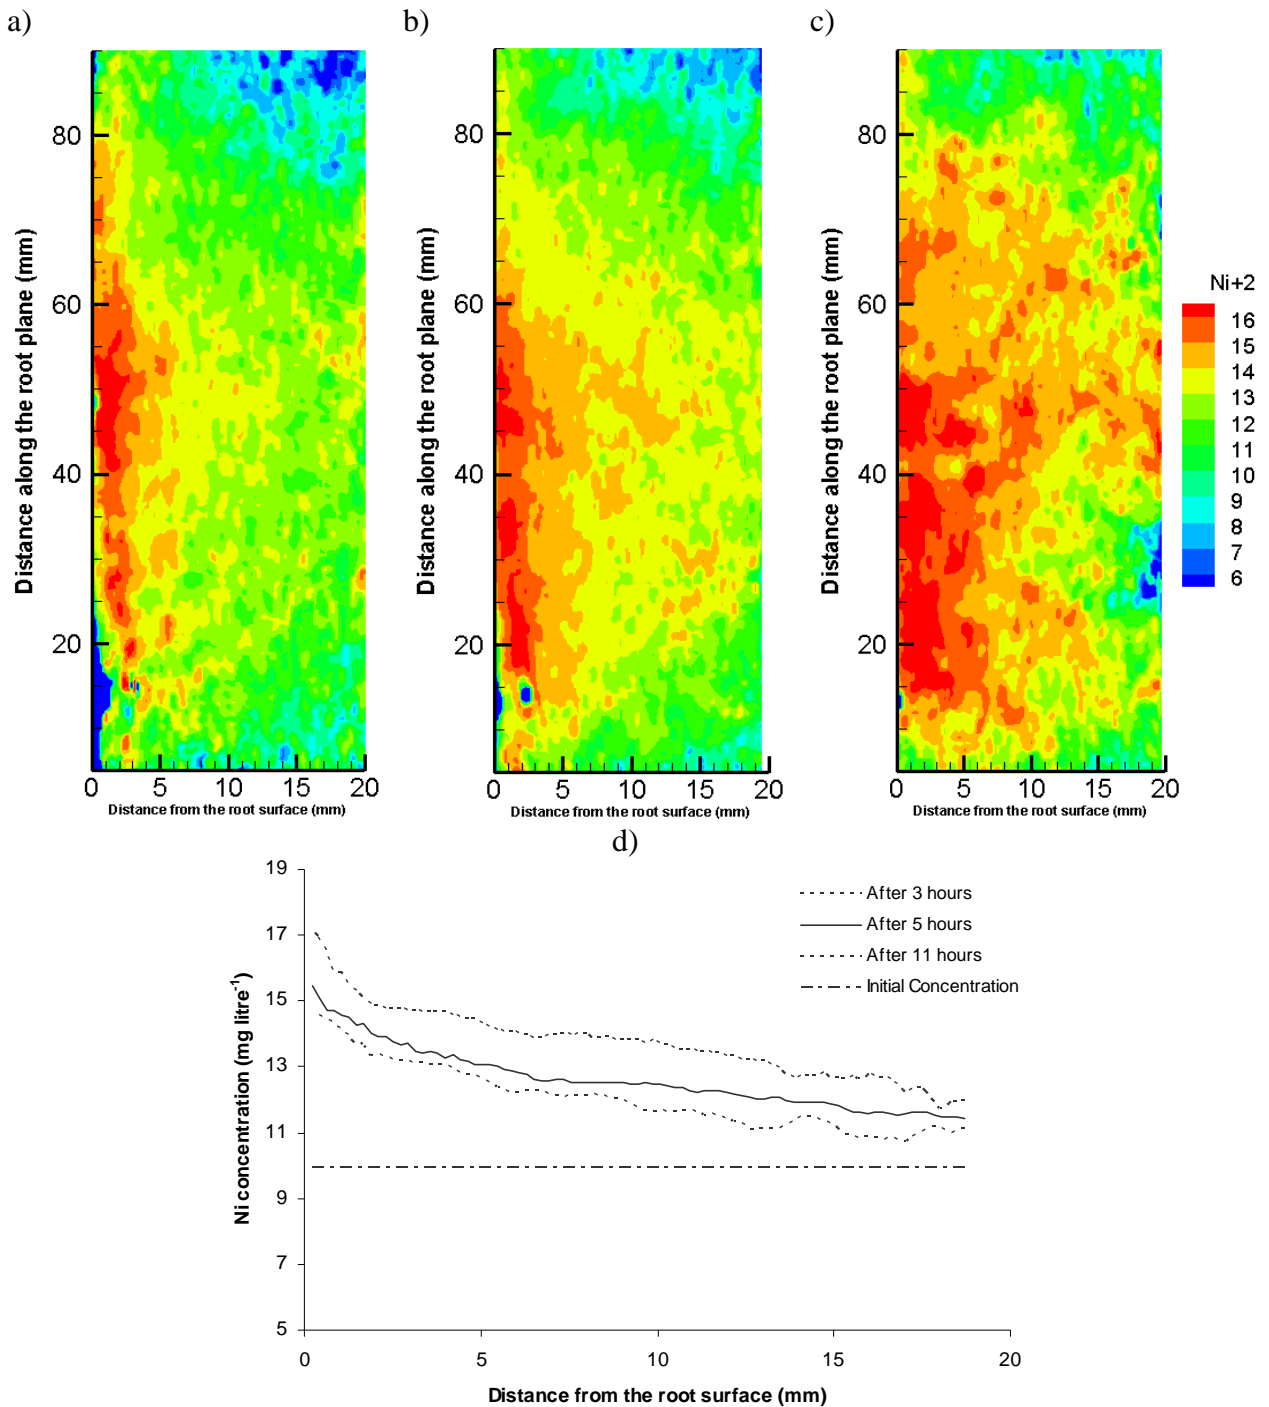 a)
b)
c)
80
60
40
20
0 5 10 15 20
Distance along the root plane (mm)
Distance from the root surface (mm)
80
60
40
20
0 5 10 15 20
Distance along the root plane (mm)
Distance from the root surface (mm)
80
60
40
20
0 5 10 15 20
Distance along the root plane (mm)
Distance from the root surface (mm)
Ni+2
16
15
14
13
12
11
10
9
8
7
6
d)
19
17
15
13
11
9
7
5
0 5 10 15 20
Ni concentration (mg litre⁻¹)
Distance from the root surface (mm)
After 3 hours
After 5 hours
After 11 hours
Initial Concentration